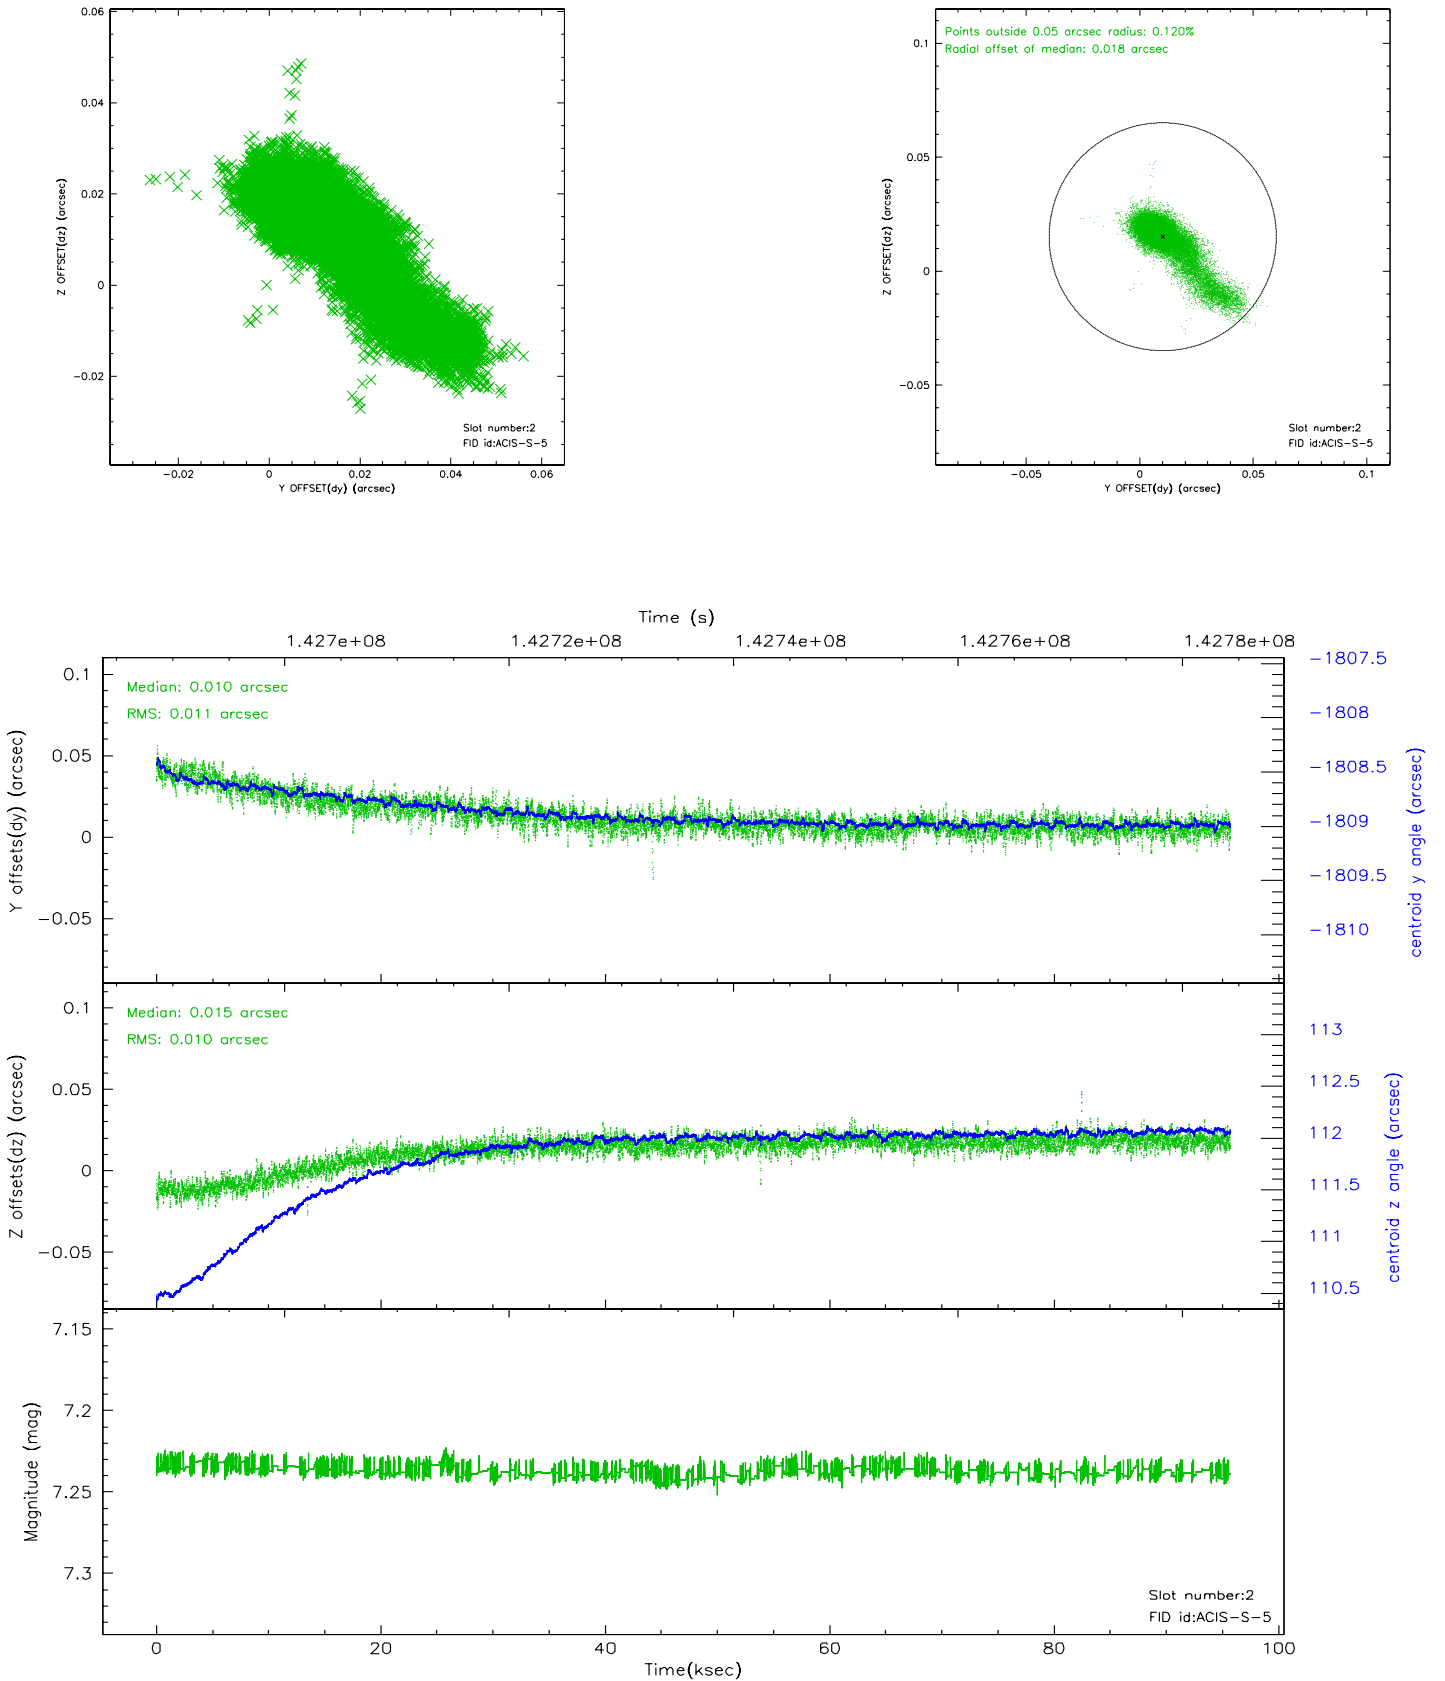 0.06
0.04
0.02
0
−0.02
Z OFFSET(dz) (arcsec)
Slot number:2
FID id:ACIS−S−5
−0.02 0 0.02 0.04 0.06
Y OFFSET(dy) (arcsec)
Points outside 0.05 arcsec radius: 0.120%
Radial offset of median: 0.018 arcsec
0.1
0.05
0
−0.05
Z OFFSET(dz) (arcsec)
Slot number:2
FID id:ACIS−S−5
−0.05 0 0.05 0.1
Y OFFSET(dy) (arcsec)
Time (s)
1.427e+08 1.4272e+08 1.4274e+08 1.4276e+08 1.4278e+08
Median: 0.010 arcsec
RMS: 0.011 arcsec
0.1
0.05
0
−0.05
Y offsets(dy) (arcsec)
−1807.5
−1808
−1808.5
−1809
−1809.5
−1810
centroid y angle (arcsec)
Median: 0.015 arcsec
RMS: 0.010 arcsec
0.1
0.05
0
−0.05
Z offsets(dz) (arcsec)
113
112.5
112
111.5
111
110.5
centroid z angle (arcsec)
7.15
7.2
7.25
7.3
Magnitude (mag)
Slot number:2
FID id:ACIS−S−5
0 20 40 60 80 100
Time(ksec)